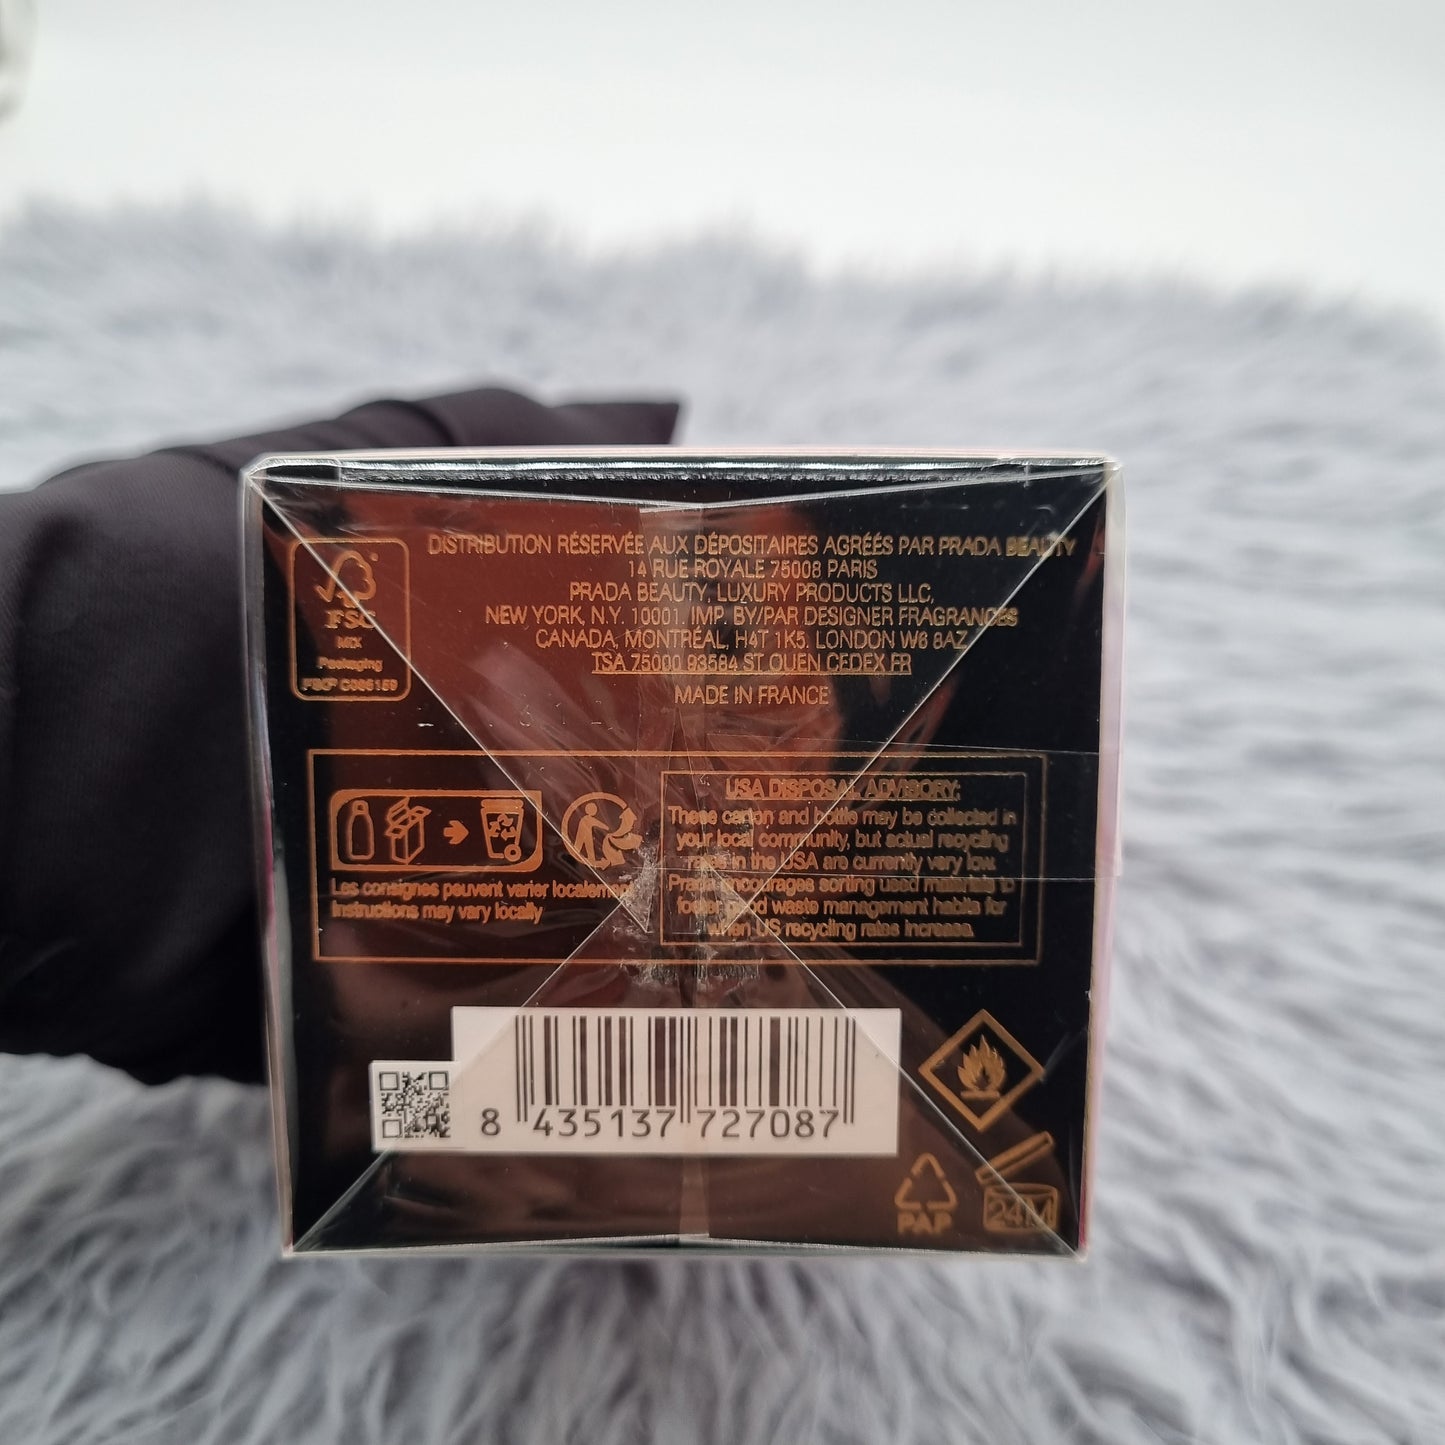 FSC
MIX
Packaging
DISTRIBUTION RÉSERVÉE AUX DÉPOSITAIRES AGRÉÉS PAR PRADA BEAUTY
14 RUE ROYALE 75008 PARIS
PRADA BEAUTY, LUXURY PRODUCTS LLC,
NEW YORK, N.Y. 10001. IMP. BY/PAR DESIGNER FRAGRANCES
CANADA, MONTRÉAL, H4T 1K5. LONDON W6 8AZ
TSA 75000 93584 ST OUEN CEDEX FR
MADE IN FRANCE
Les consignes peuvent varier localement
Instructions may vary locally
USA DISPOSAL ADVISORY:
These carton and bottle may be collected in
your local community, but actual recycling
rates in the USA are currently very low.
Prada encourages sorting used materials to
foster good waste management habits for
when US recycling rates increase.
8 435137 727087
PAP
24M